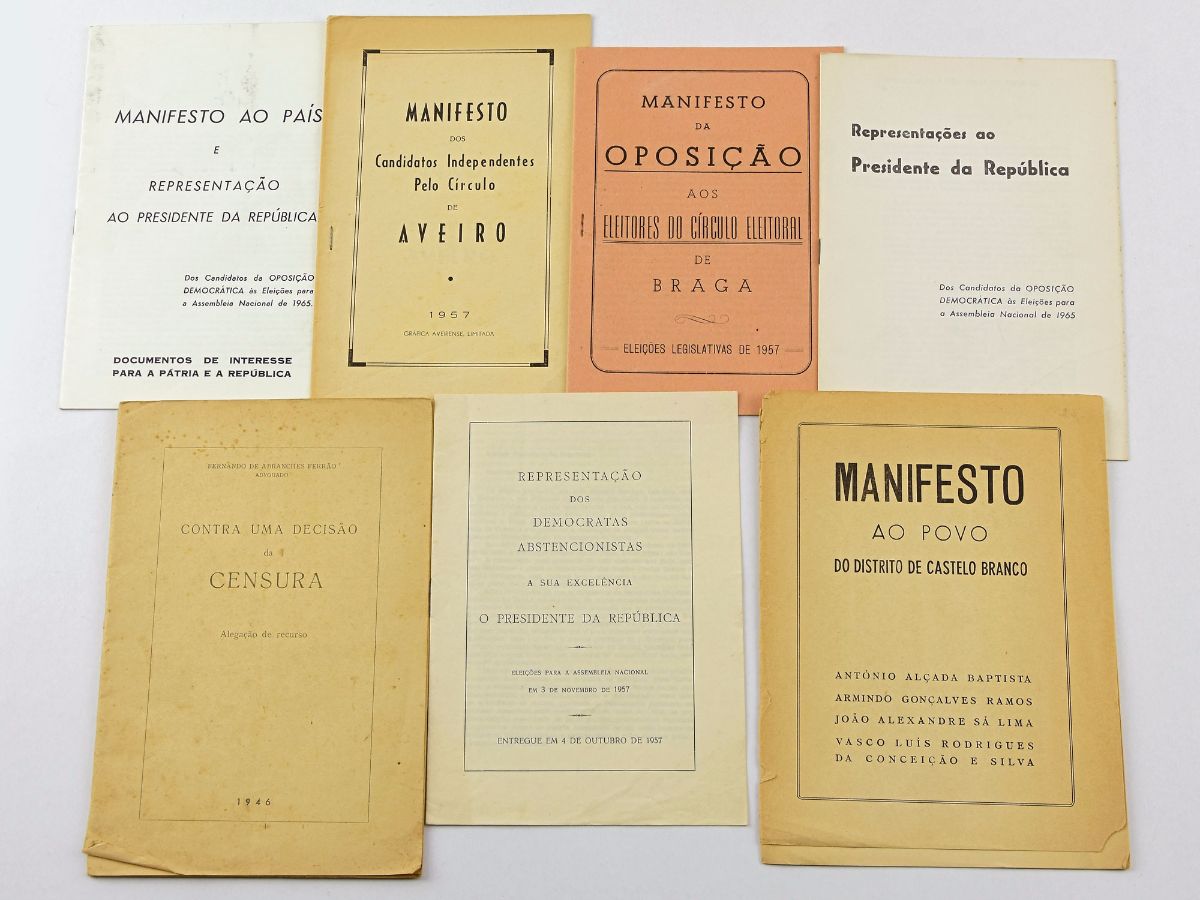 MANIFESTO AO PAÍS
E
REPRESENTAÇÃO
AO PRESIDENTE DA REPÚBLICA
Dos Candidatos da OPOSIÇÃO
DEMOCRÁTICA às Eleições para
a Assembleia Nacional de 1965.
DOCUMENTOS DE INTERESSE
PARA A PÁTRIA E A REPÚBLICA
MANIFESTO
DOS
Candidatos Independentes
Pelo Círculo
DE
AVEIRO
1957
GRÁFICA AVEIRENSE, LIMITADA
MANIFESTO
DA
OPOSIÇÃO
AOS
ELEITORES DO CÍRCULO ELEITORAL
DE
BRAGA
ELEIÇÕES LEGISLATIVAS DE 1957
Representações ao
Presidente da República
Dos Candidatos da OPOSIÇÃO
DEMOCRÁTICA às Eleições para
a Assembleia Nacional de 1965
FERNANDO DE ABRANCHES FERRÃO
ADVOGADO
CONTRA UMA DECISÃO
da
CENSURA
Alegação de recurso
1946
REPRESENTAÇÃO
DOS
DEMOCRATAS
ABSTENCIONISTAS
A SUA EXCELÊNCIA
O PRESIDENTE DA REPÚBLICA
ELEIÇÕES PARA A ASSEMBLEIA NACIONAL
EM 3 DE NOVEMBRO DE 1957
ENTREGUE EM 4 DE OUTUBRO DE 1957
MANIFESTO
AO POVO
DO DISTRITO DE CASTELO BRANCO
ANTÓNIO ALÇADA BAPTISTA
ARMINDO GONÇALVES RAMOS
JOÃO ALEXANDRE SÁ LIMA
VASCO LUÍS RODRIGUES
DA CONCEIÇÃO E SILVA